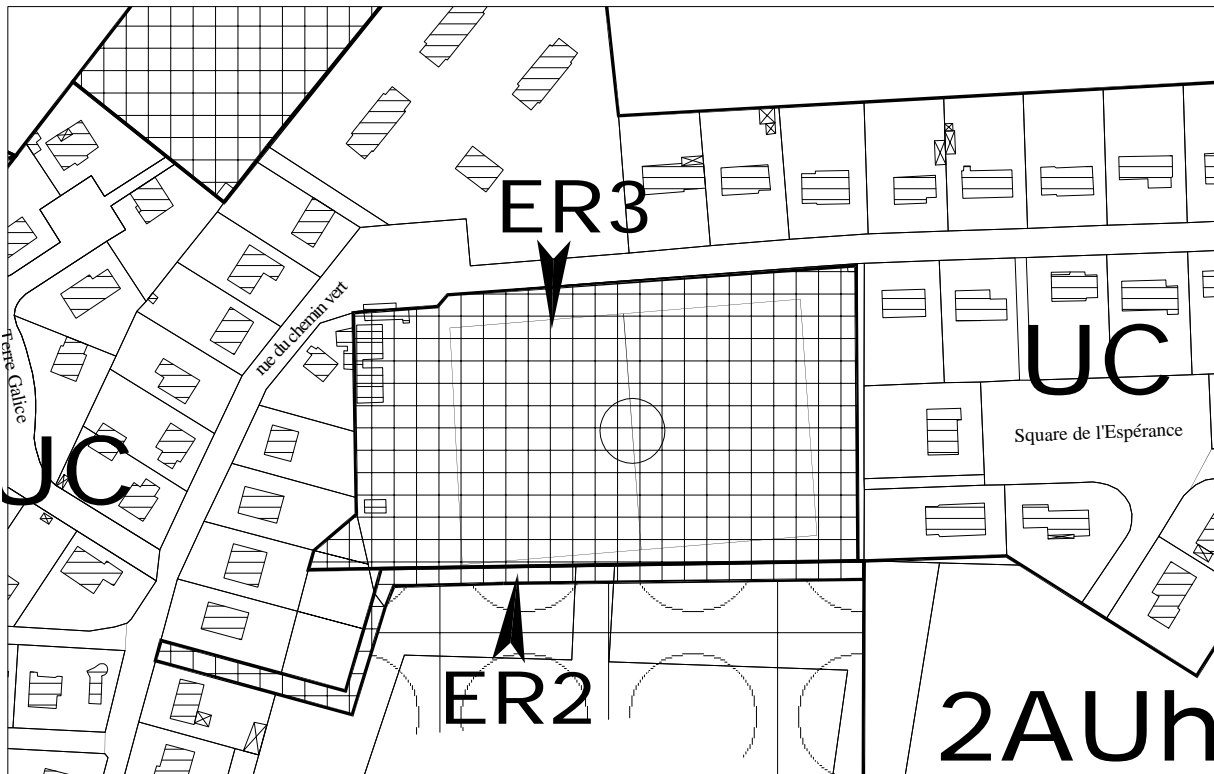 ER3
rue du chemin vert
Terre Galice
UC
Square de l'Espérance
UC
ER2
2AUh